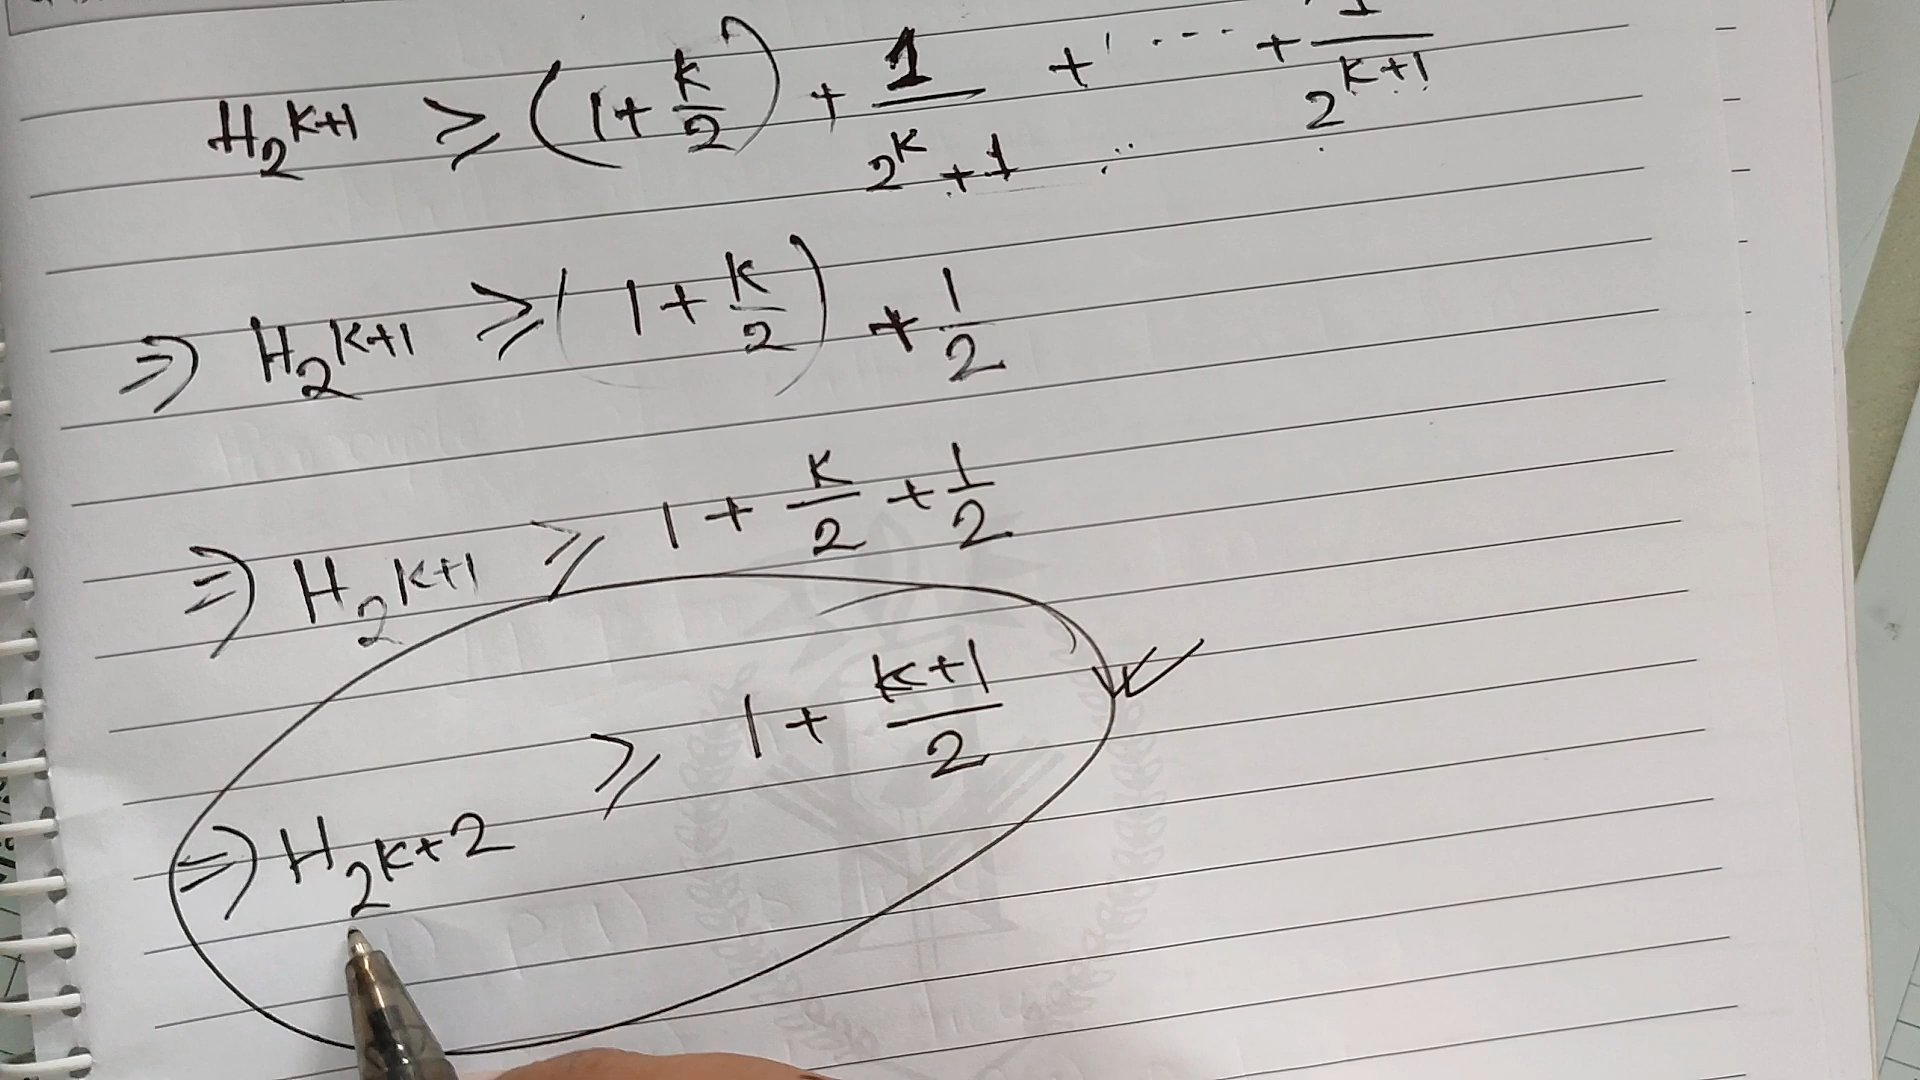 H_{2^{k+1}} ≥ (1 + k/2) + 1/(2^k + 1) + ---- + 1/2^{k+1}
⇒ H_{2^{k+1}} ≥ (1 + k/2) + 1/2
⇒ H_{2^{k+1}} ≥ 1 + k/2 + 1/2
⇒ H_{2^{k+2}} ≥ 1 + (k+1)/2 ✓